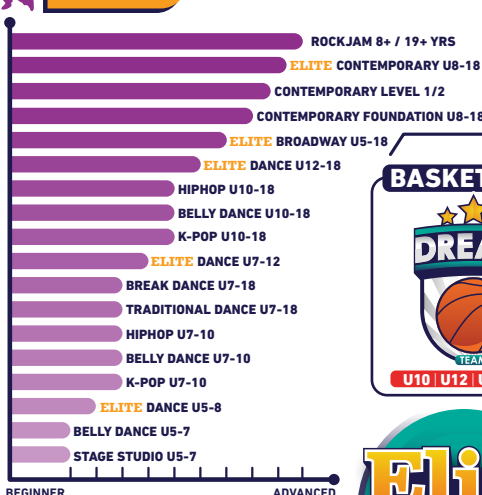 ROCKJAM 8+ / 19+ YRS
ELITE CONTEMPORARY U8-18
CONTEMPORARY LEVEL 1/2
CONTEMPORARY FOUNDATION U8-18
ELITE BROADWAY U5-18
ELITE DANCE U12-18
HIPHOP U10-18
BELLY DANCE U10-18
K-POP U10-18
ELITE DANCE U7-12
BREAK DANCE U7-18
TRADITIONAL DANCE U7-18
HIPHOP U7-10
BELLY DANCE U7-10
K-POP U7-10
ELITE DANCE U5-8
BELLY DANCE U5-7
STAGE STUDIO U5-7
BEGINNER ADVANCED
BASKET
DREA
TEAM
U10 | U12 |
Eli